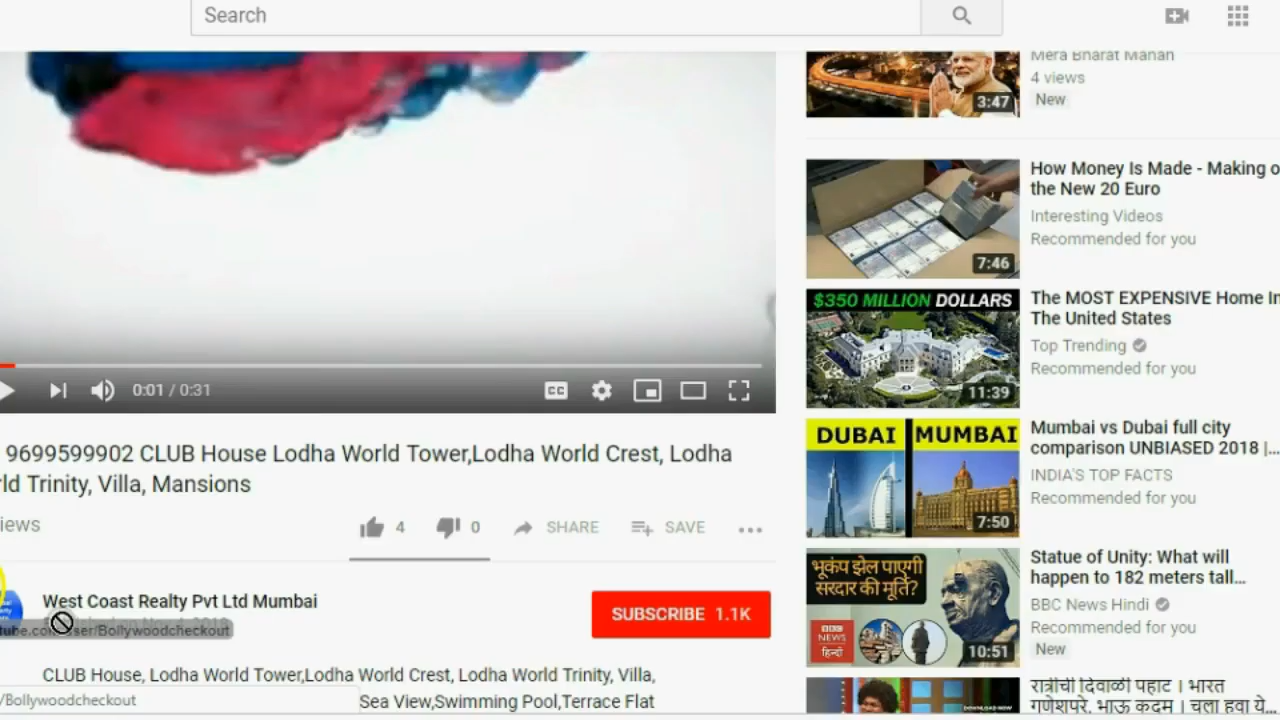 Search
0:01 / 0:31
9699599902 CLUB House Lodha World Tower,Lodha World Crest, Lodha
rld Trinity, Villa, Mansions
iews
4
0
SHARE
SAVE
West Coast Realty Pvt Ltd Mumbai
SUBSCRIBE 1.1K
tube.com/user/Bollywoodcheckout
CLUB House, Lodha World Tower,Lodha World Crest, Lodha World Trinity, Villa,
/Bollywoodcheckout
Sea View,Swimming Pool,Terrace Flat
Mera Bharat Mahan
4 views
New
3:47
How Money Is Made - Making o
the New 20 Euro
Interesting Videos
Recommended for you
7:46
$350 MILLION DOLLARS
11:39
The MOST EXPENSIVE Home In
The United States
Top Trending
Recommended for you
DUBAI MUMBAI
7:50
Mumbai vs Dubai full city
comparison UNBIASED 2018 |...
INDIA'S TOP FACTS
Recommended for you
भूकंप झेल पाएगी
सरदार की मूर्ति?
BBC
NEWS
हिन्दी
10:51
Statue of Unity: What will
happen to 182 meters tall...
BBC News Hindi
Recommended for you
New
DOWNLOAD NOW
रात्रीची दिवाळी पहाट । भारत
गणेशपुरे, भाऊ कदम । चला हवा ये...